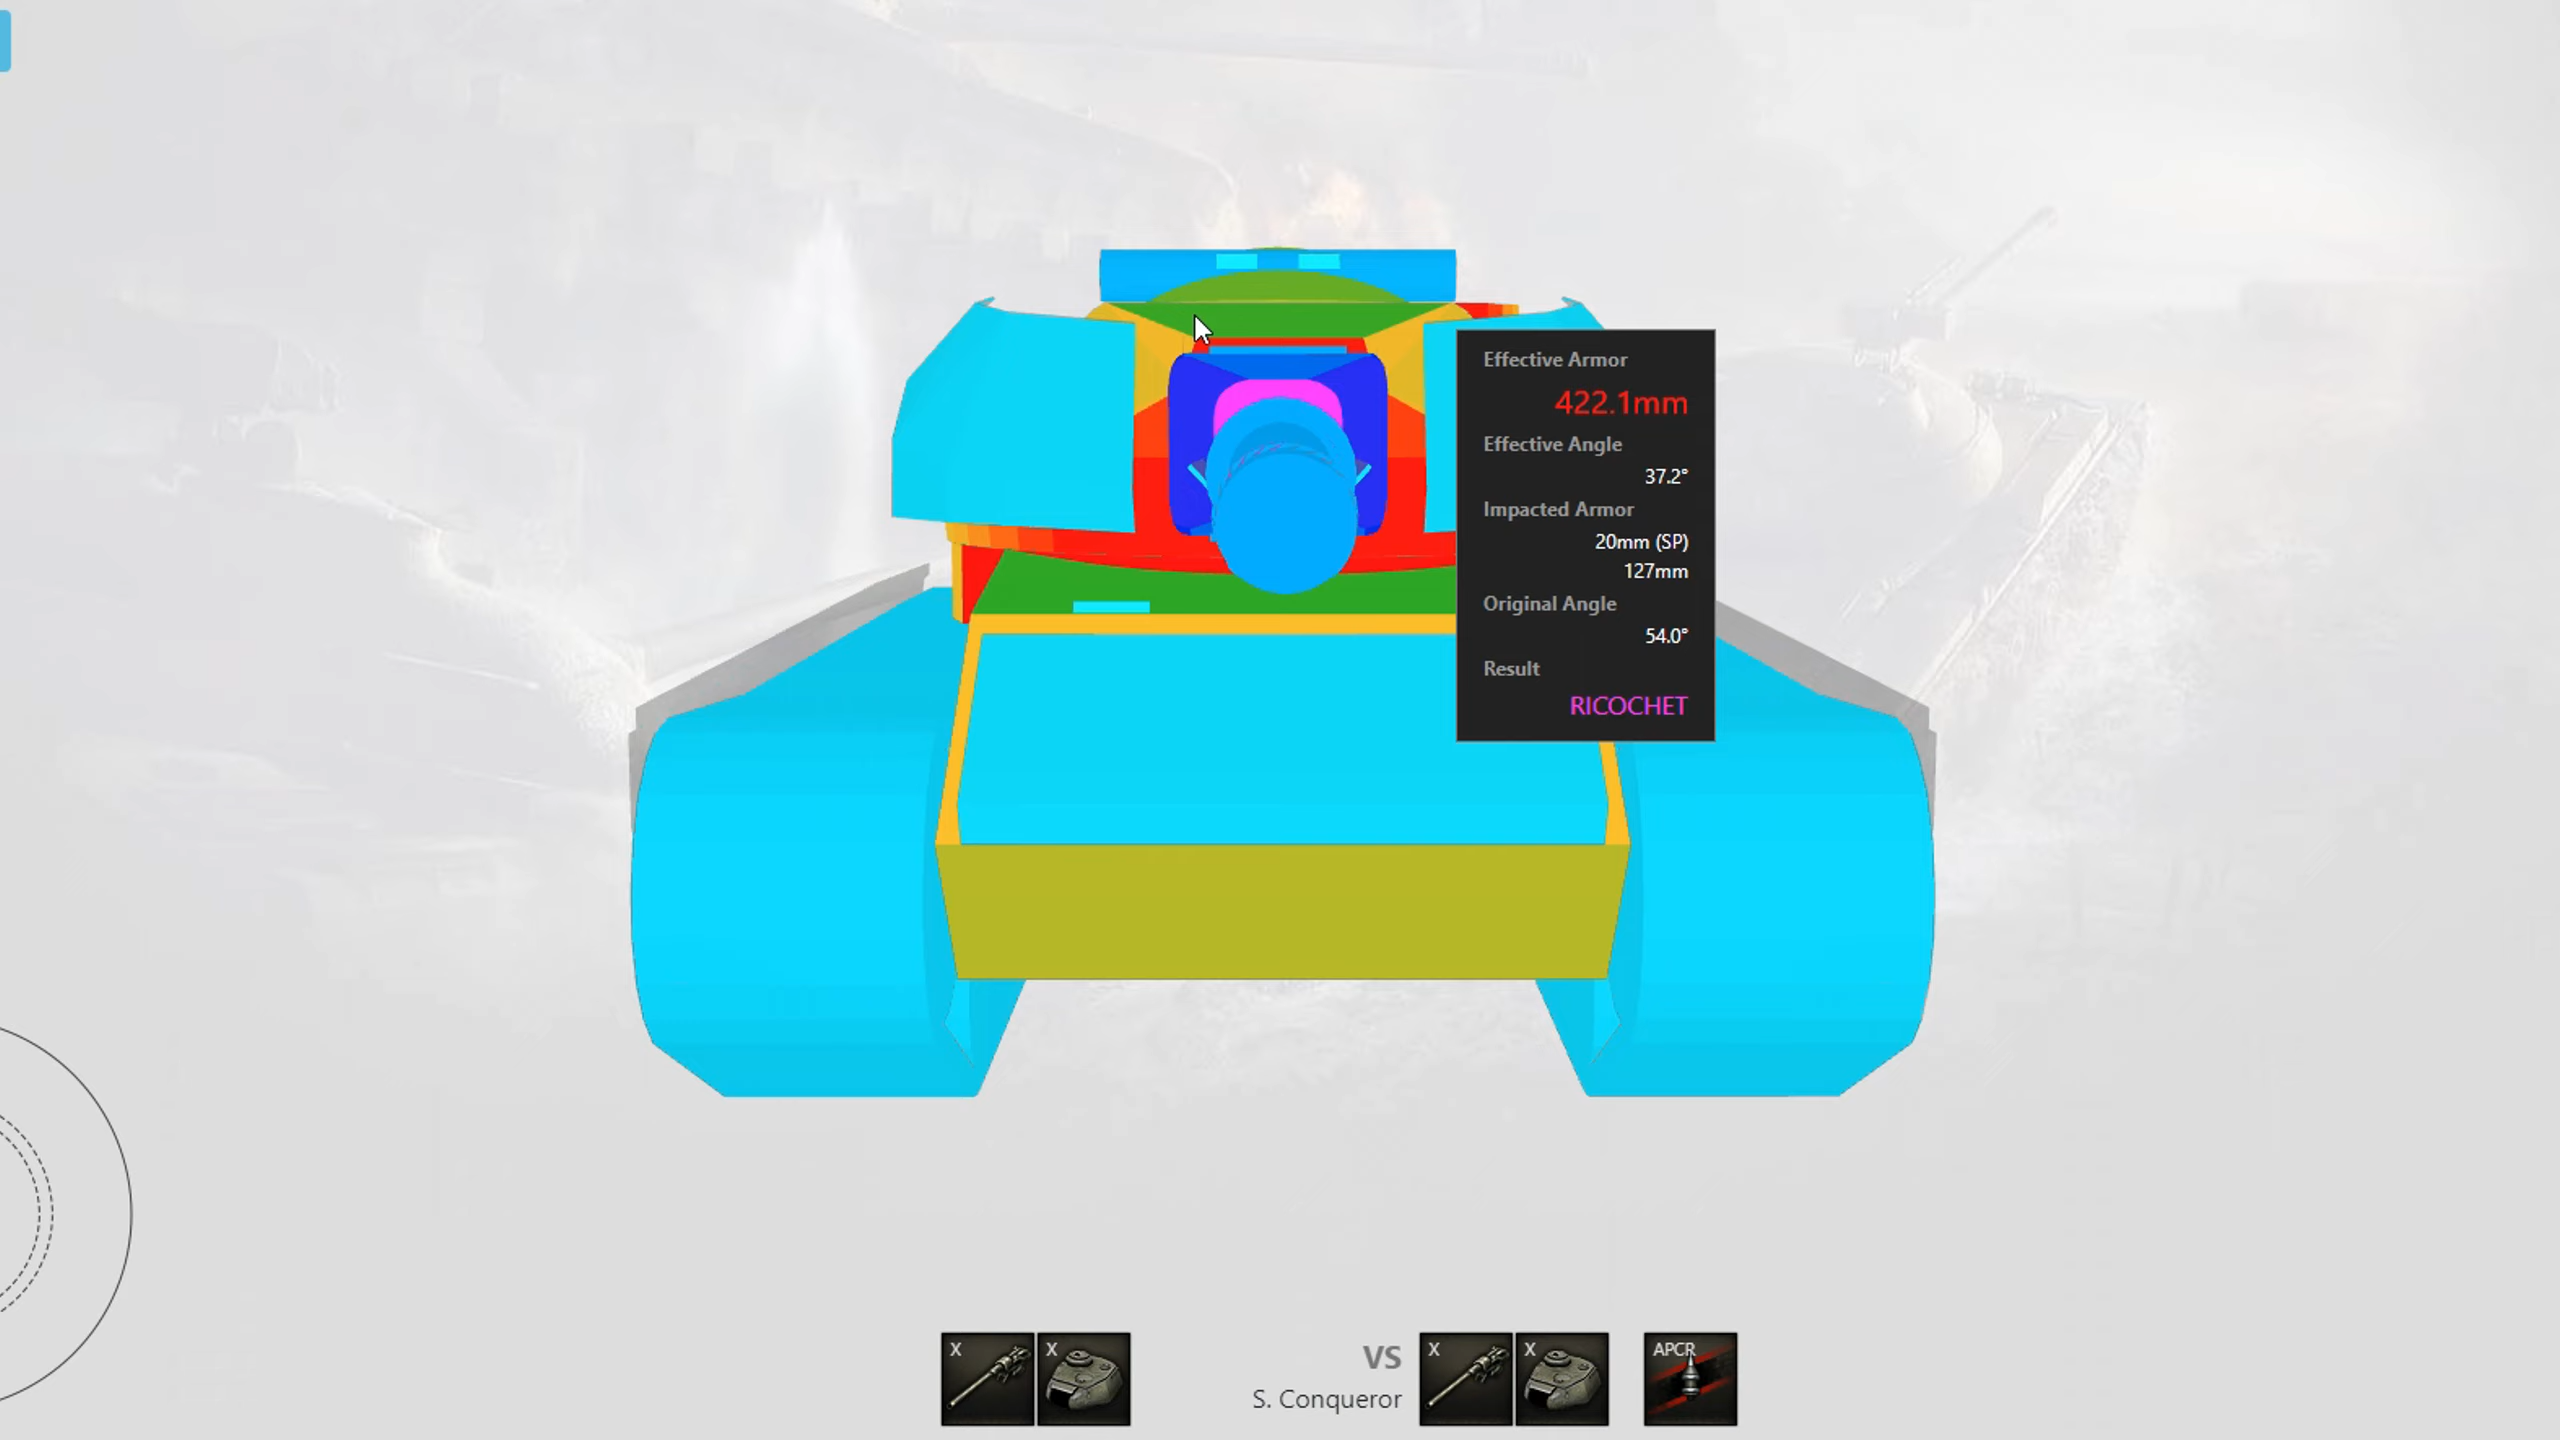 Effective Armor
422.1mm
Effective Angle
37.2°
Impacted Armor
20mm (SP)
127mm
Original Angle
54.0°
Result
RICOCHET
X X
VS
S. Conqueror
X X
APCR